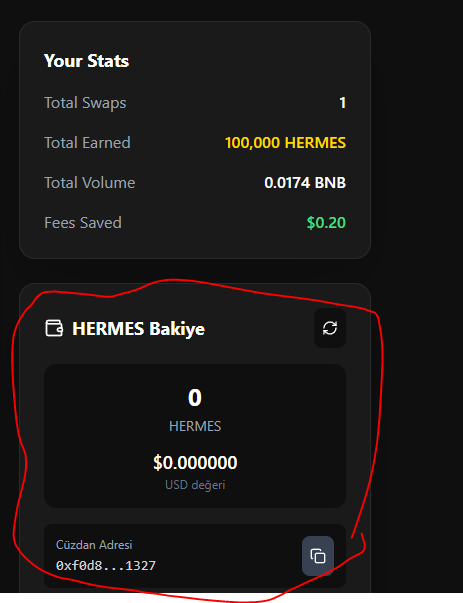 Your Stats
Total Swaps 1
Total Earned 100,000 HERMES
Total Volume 0.0174 BNB
Fees Saved $0.20
HERMES Bakiye
0
HERMES
$0.000000
USD değeri
Cüzdan Adresi
0xf0d8...1327